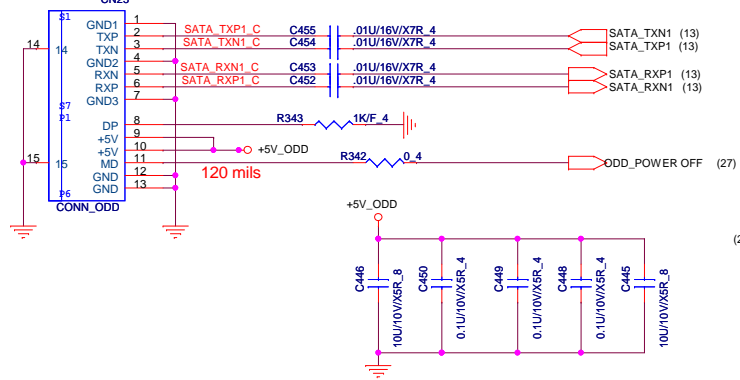 CN25
S1
GND1 1
TXP 2 SATA_TXP1_C C455 .01U/16V/X7R_4 SATA_TXN1 (13)
14 14 TXN 3 SATA_TXN1_C C454 .01U/16V/X7R_4 SATA_TXP1 (13)
GND2 4
RXN 5 SATA_RXN1_C C453 .01U/16V/X7R_4 SATA_RXP1 (13)
RXP 6 SATA_RXP1_C C452 .01U/16V/X7R_4 SATA_RXN1 (13)
GND3 7
S7
P1
DP 8 R343 1K/F_4
+5V 9
+5V 10 +5V_ODD
15 15 MD 11 R342 0_4 ODD_POWER OFF (27)
120 mils
GND 12
GND 13
P6
CONN_ODD
+5V_ODD
C446 10U/10V/X5R_8
C450 0.1U/10V/X5R_4
C449 0.1U/10V/X5R_4
C448 0.1U/10V/X5R_4
C445 10U/10V/X5R_8